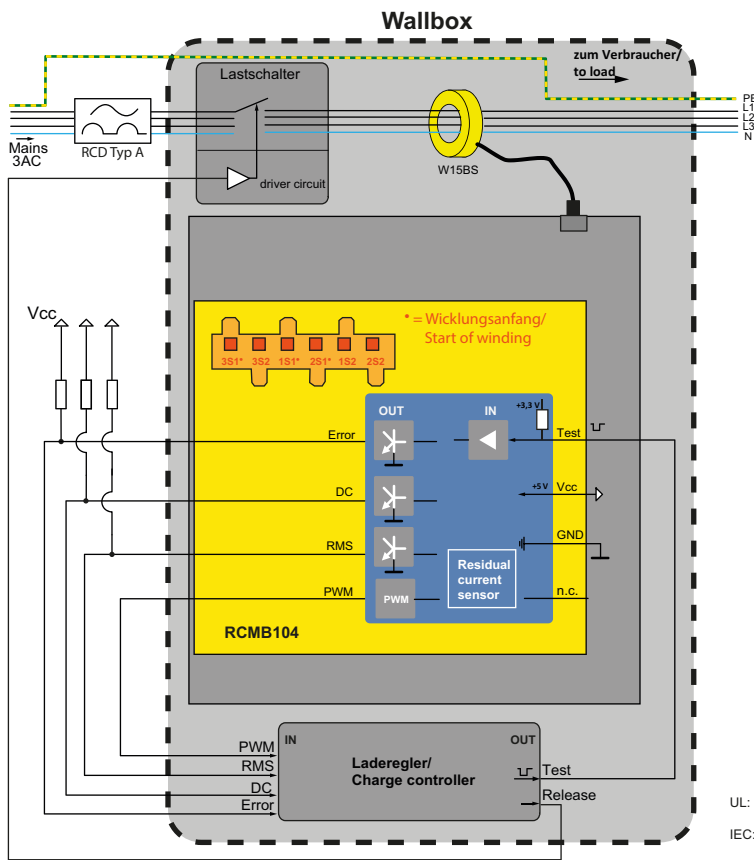 Wallbox
zum Verbraucher/
to load
Lastschalter
PE
L1
L2
L3
N
Mains
3AC
RCD Typ A
driver circuit
W15BS
Vcc
* = Wicklungsanfang/
Start of winding
3S1* 3S2 1S1* 2S1* 1S2 2S2
OUT IN
+3,3 V
Error
Test
DC
+5 V
Vcc
RMS
GND
Residual
current
sensor
PWM
PWM
n.c.
RCMB104
IN OUT
PWM
RMS
DC
Error
Laderegler/
Charge controller
Test
Release
UL:
IEC: